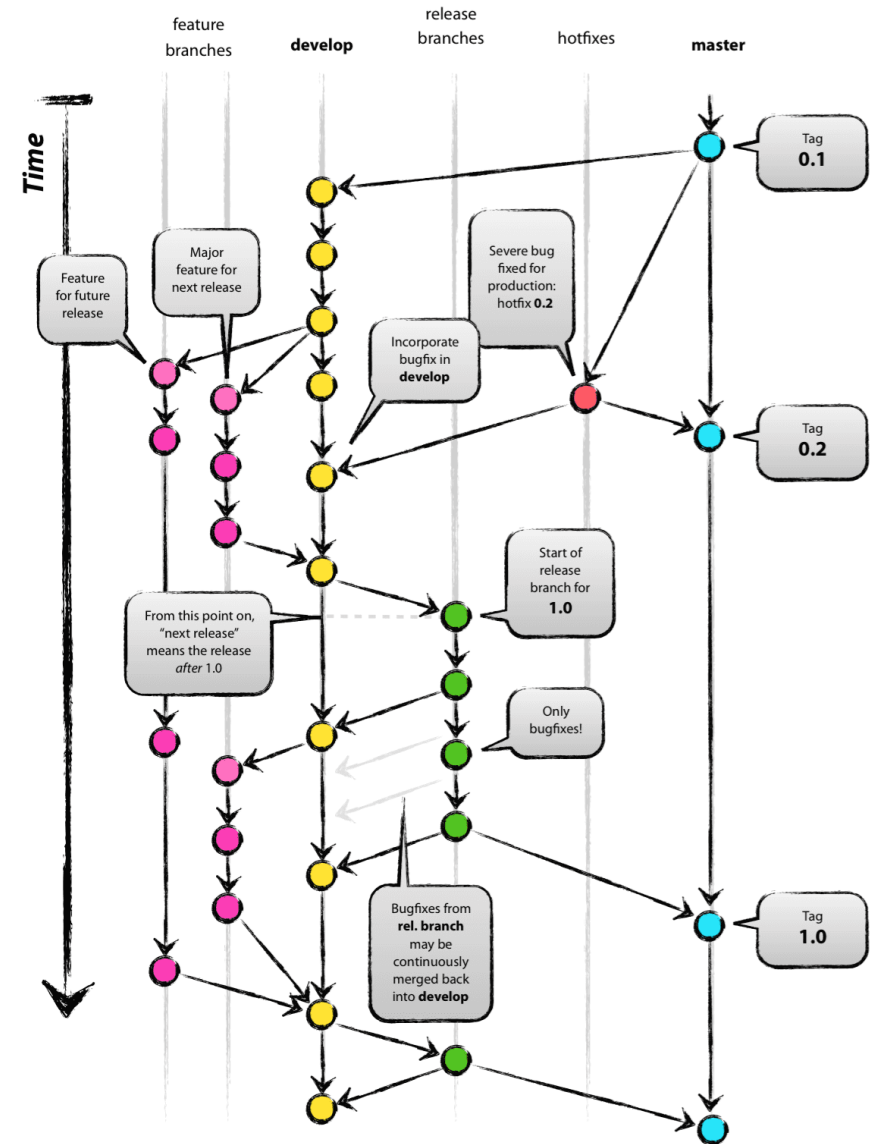 feature
branches
develop
release
branches
hotfixes
master
Time
Tag
0.1
Feature
for future
release
Major
feature for
next release
Severe bug
fixed for
production:
hotfix 0.2
Incorporate
bugfix in
develop
Tag
0.2
Start of
release
branch for
1.0
From this point on,
“next release”
means the release
after 1.0
Only
bugfixes!
Bugfixes from
rel. branch
may be
continuously
merged back
into develop
Tag
1.0